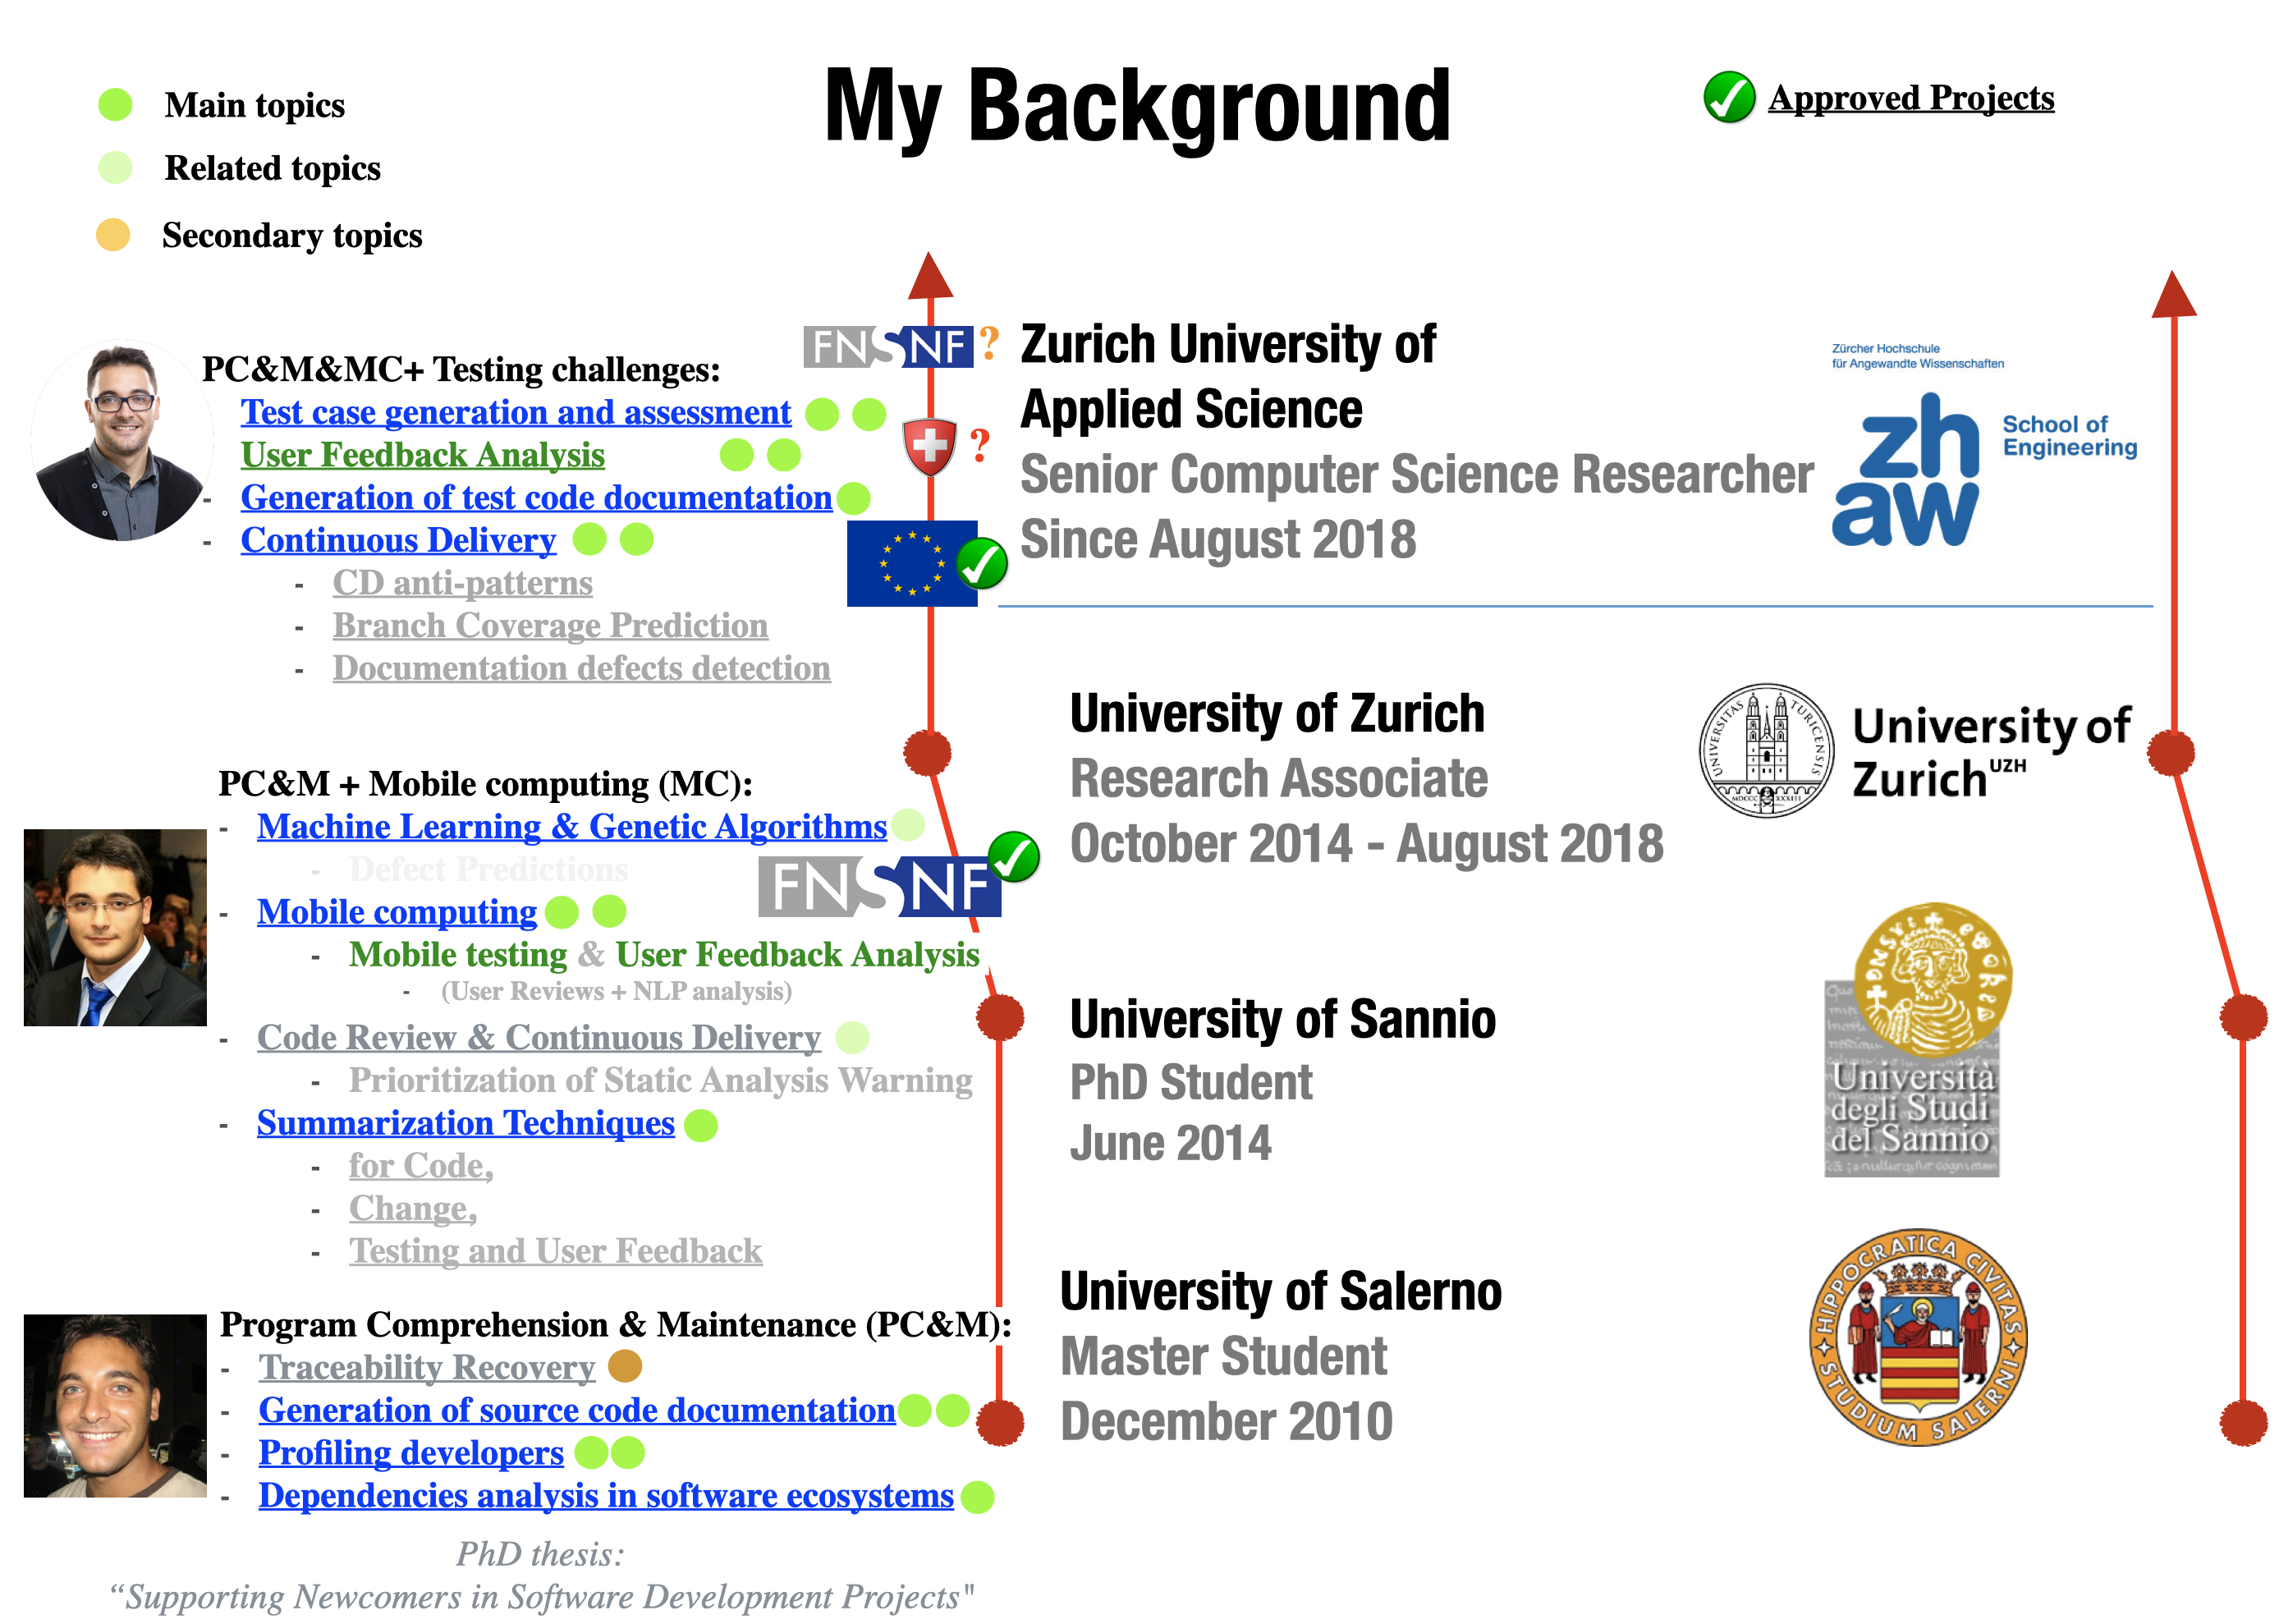 My Background
Main topics
Related topics
Secondary topics
Approved Projects
PC&M&MC+ Testing challenges:
Test case generation and assessment
User Feedback Analysis
- Generation of test code documentation
- Continuous Delivery
- CD anti-patterns
- Branch Coverage Prediction
- Documentation defects detection
FNSNF ?
?
Zurich University of
Applied Science
Senior Computer Science Researcher
Since August 2018
Zürcher Hochschule
für Angewandte Wissenschaften
zh
aw
School of
Engineering
PC&M + Mobile computing (MC):
- Machine Learning & Genetic Algorithms
- Defect Predictions
- Mobile computing
- Mobile testing & User Feedback Analysis
- (User Reviews + NLP analysis)
- Code Review & Continuous Delivery
- Prioritization of Static Analysis Warning
- Summarization Techniques
- for Code,
- Change,
- Testing and User Feedback
FNSNF
University of Zurich
Research Associate
October 2014 - August 2018
UNIVERSITAS TURICENSIS
MDCCC XXXIII
University of
Zurich UZH
University of Sannio
PhD Student
June 2014
Università
degli Studi
del Sannio
Program Comprehension & Maintenance (PC&M):
- Traceability Recovery
- Generation of source code documentation
- Profiling developers
- Dependencies analysis in software ecosystems
University of Salerno
Master Student
December 2010
HIPPOCRATICA CIVITAS
STUDIUM SALERNI
PhD thesis:
“Supporting Newcomers in Software Development Projects"